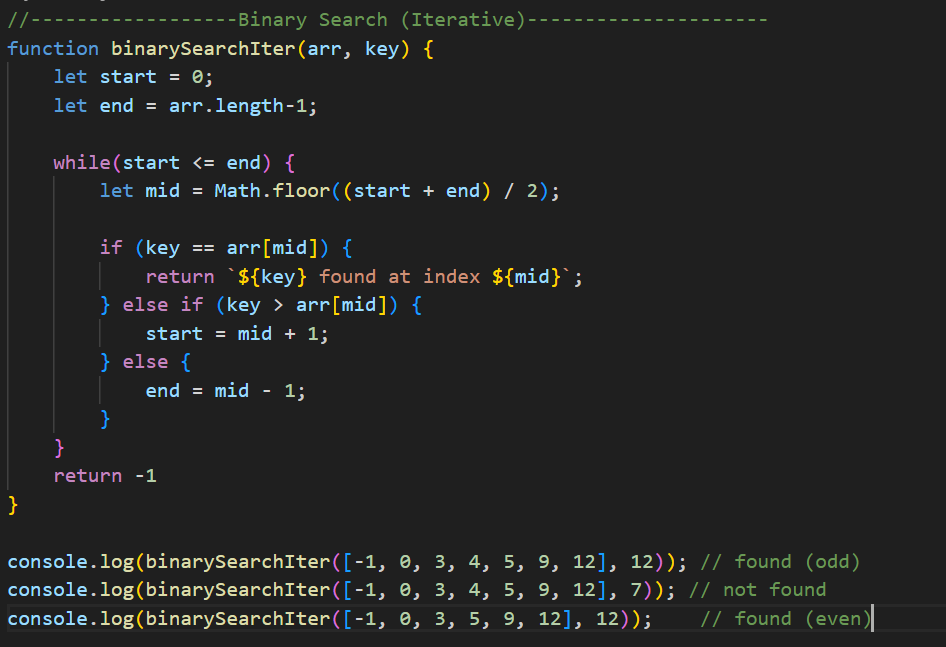 //------------------Binary Search (Iterative)---------------------
function binarySearchIter(arr, key) {
    let start = 0;
    let end = arr.length-1;

    while(start <= end) {
        let mid = Math.floor((start + end) / 2);

        if (key == arr[mid]) {
            return `${key} found at index ${mid}`;
        } else if (key > arr[mid]) {
            start = mid + 1;
        } else {
            end = mid - 1;
        }
    }
    return -1
}

console.log(binarySearchIter([-1, 0, 3, 4, 5, 9, 12], 12)); // found (odd)
console.log(binarySearchIter([-1, 0, 3, 4, 5, 9, 12], 7)); // not found
console.log(binarySearchIter([-1, 0, 3, 5, 9, 12], 12));    // found (even)